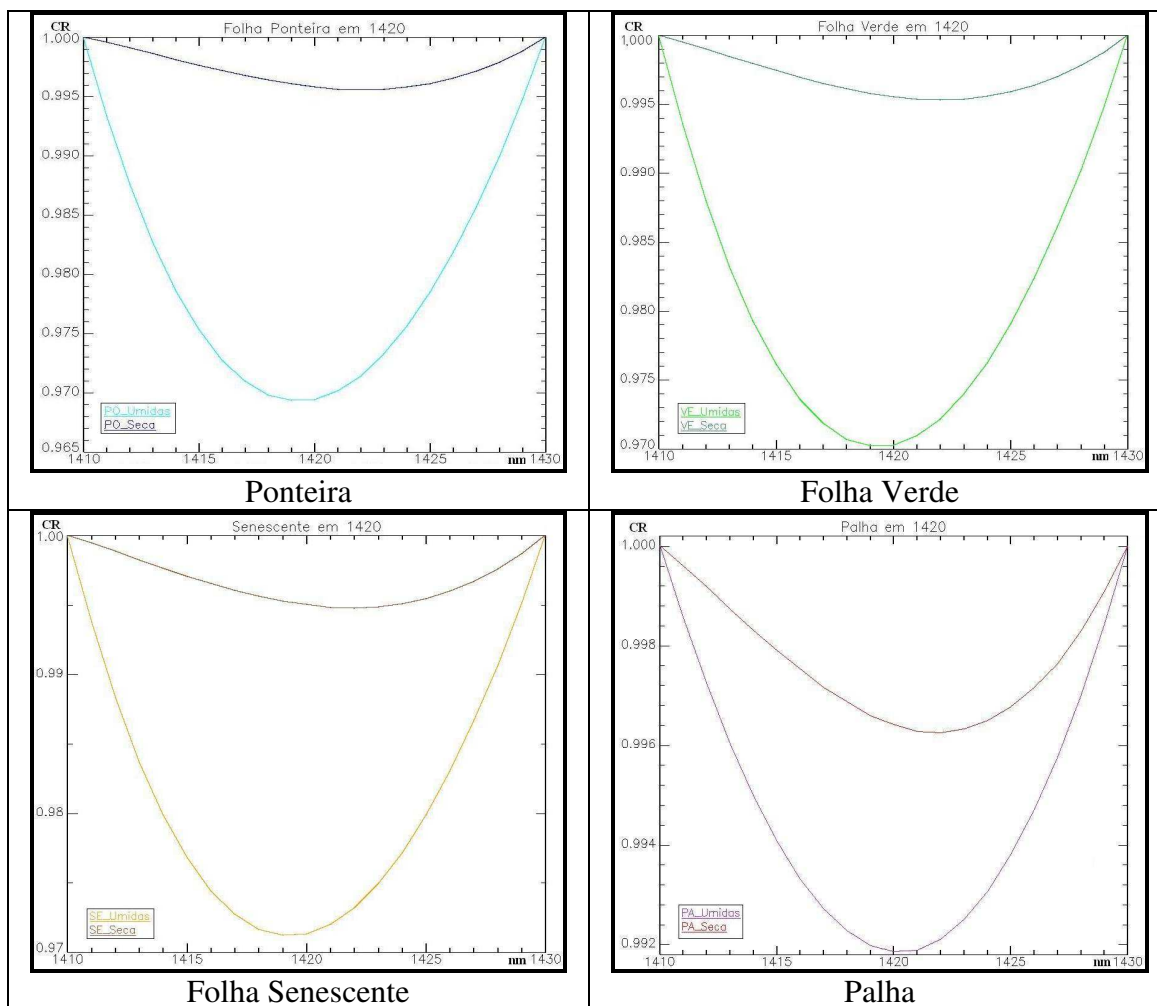 CR
Folha Ponteira em 1420
1.000
0.995
0.990
0.985
0.980
0.975
0.970
0.965
PO_Umidas
PO_Seca
1410
1415
1420
1425
nm
1430
Ponteira
CR
Folha Verde em 1420
1.000
0.995
0.990
0.985
0.980
0.975
0.970
VE_Umidas
VE_Seca
1410
1415
1420
1425
nm
1430
Folha Verde
CR
Senescente em 1420
1.00
0.99
0.98
0.97
SE_Umidas
SE_Seca
1410
1415
1420
1425
nm
1430
Folha Senescente
CR
Palha em 1420
1.000
0.998
0.996
0.994
0.992
PA_Umidas
PA_Seca
1410
1415
1420
1425
nm
1430
Palha